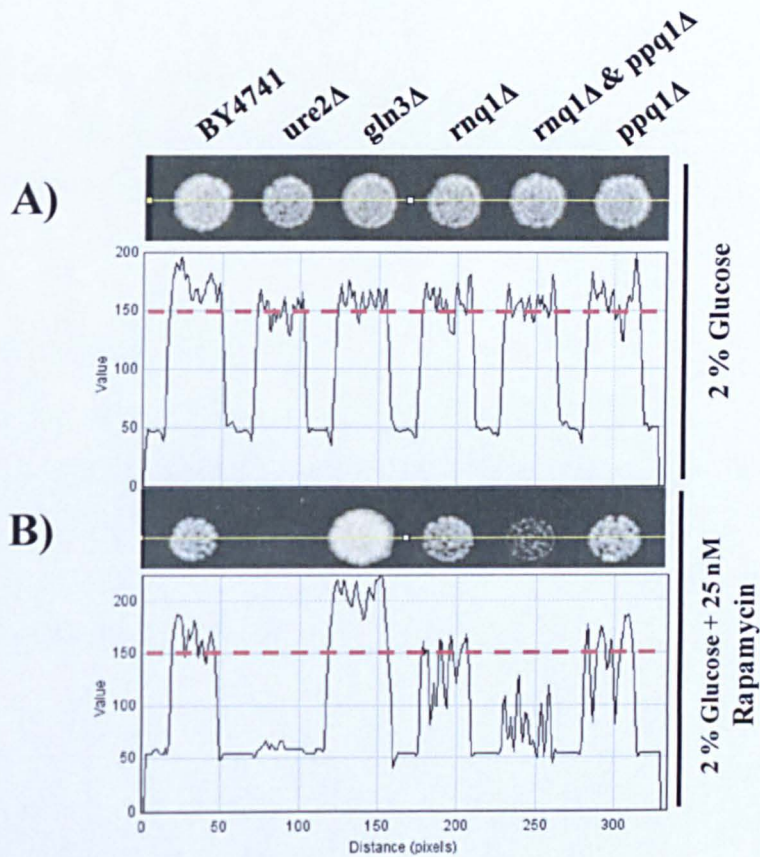 BY4741
ure2Δ
gln3Δ
rnq1Δ
rnq1Δ & ppq1Δ
ppq1Δ
A)
200
150
100
50
0
Value
2 % Glucose
B)
200
150
100
50
0
Value
0 50 100 150 200 250 300
Distance (pixels)
2 % Glucose + 25 nM
Rapamycin